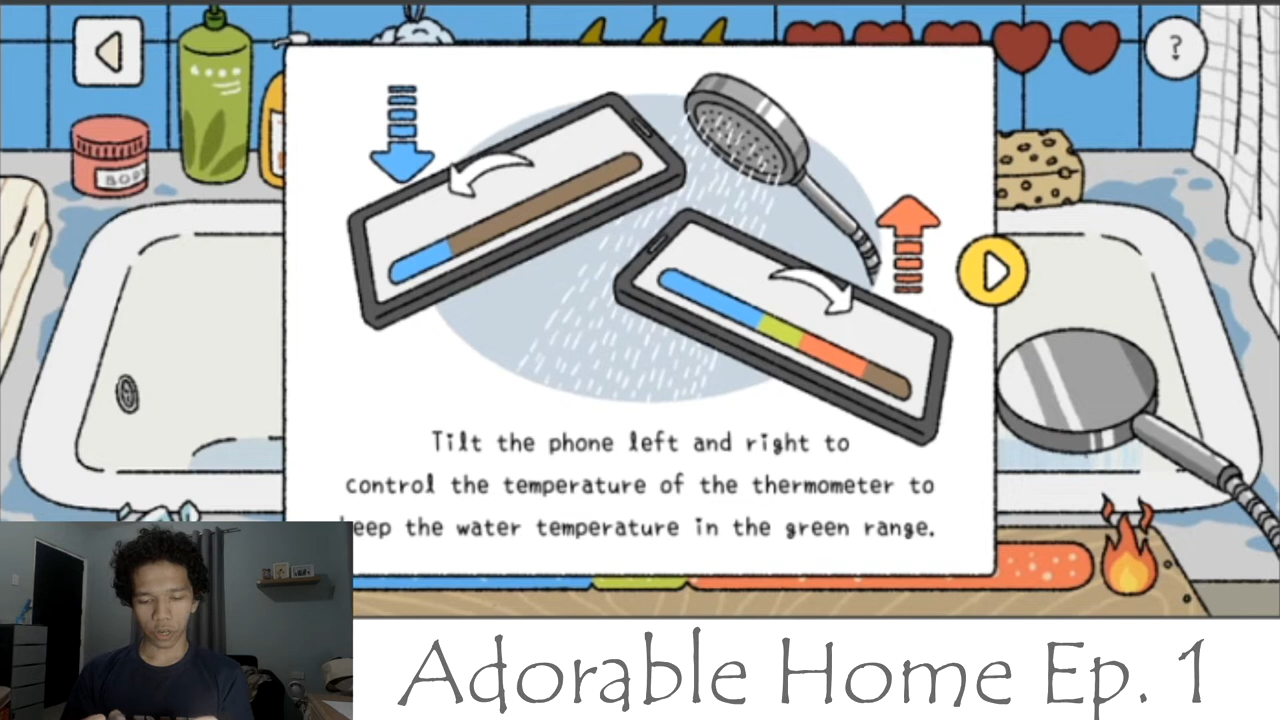 ?
BODY
Tilt the phone left and right to
control the temperature of the thermometer to
keep the water temperature in the green range.
Adorable Home Ep. 1